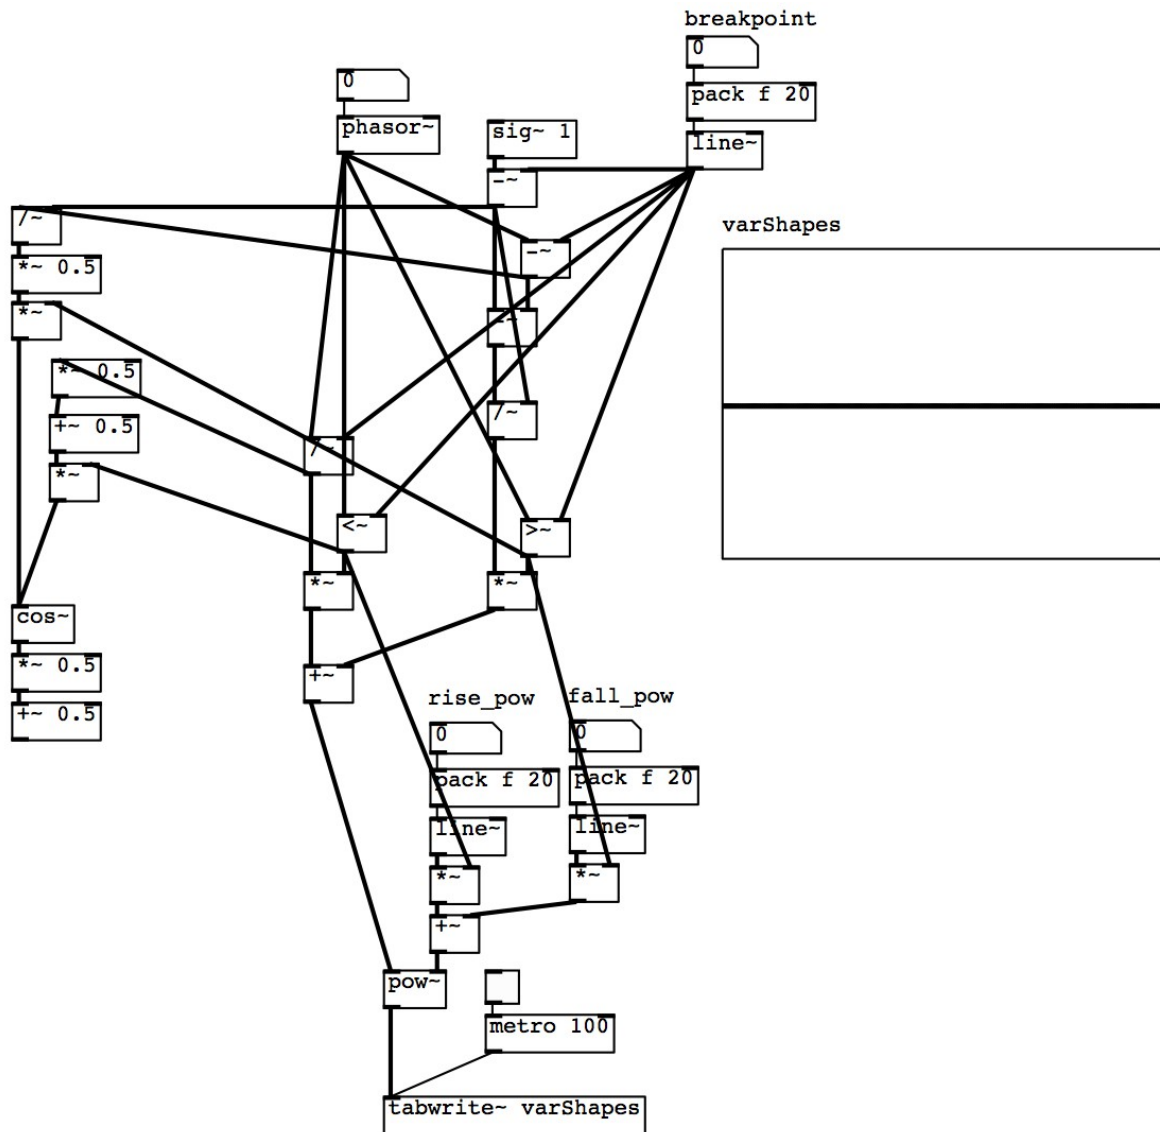 breakpoint
0
pack f 20
line~
0
phasor~
sig~ 1
-~
/~
*~ 0.5
*~
varShapes
-~
-~
*~ 0.5
+~ 0.5
*~
/~
/~
<~
>~
*~
*~
cos~
*~ 0.5
+~ 0.5
+~
rise_pow
0
pack f 20
line~
*~
+~
fall_pow
0
pack f 20
line~
*~
pow~
metro 100
tabwrite~ varShapes